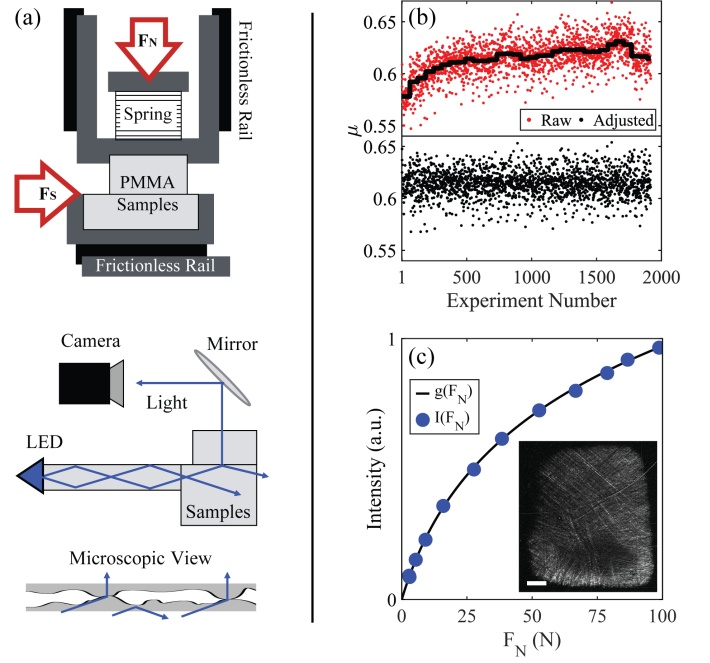 (a)
F_N
Frictionless Rail
Spring
PMMA
Samples
F_S
Frictionless Rail
Camera
Mirror
Light
LED
Samples
Microscopic View
(b)
0.65
0.6
0.55
μ
Raw
Adjusted
0.65
0.6
0.55
1
500
1000
1500
2000
Experiment Number
(c)
1
g(F_N)
I(F_N)
Intensity (a.u.)
0
0
25
50
75
100
F_N (N)